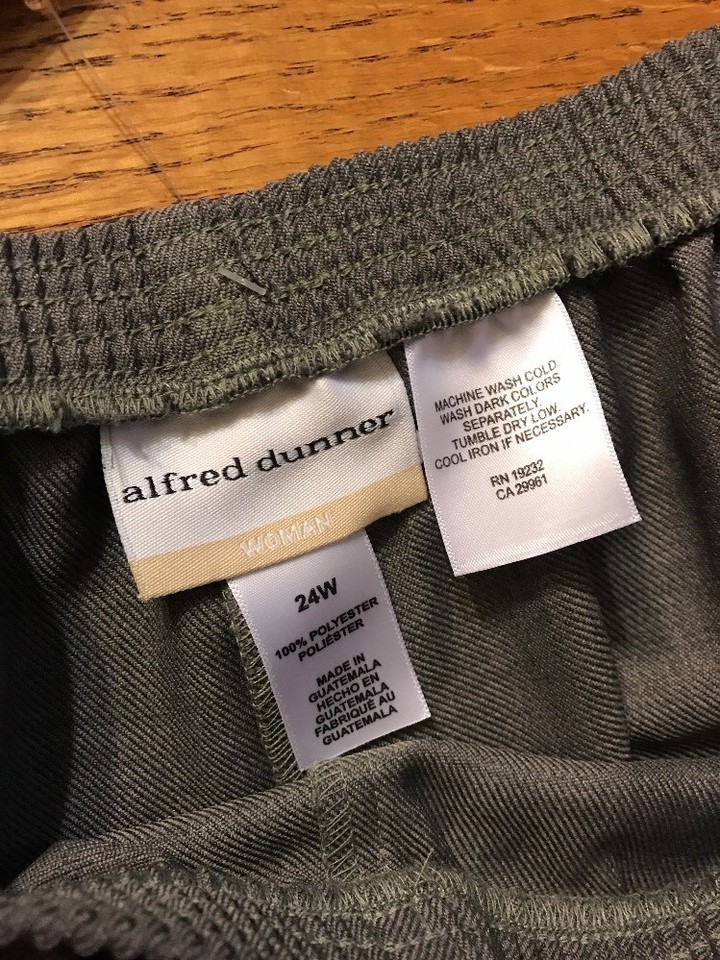 alfred dunner
WOMAN
24W
100% POLYESTER
POLIÉSTER
MADE IN
GUATEMALA
HECHO EN
GUATEMALA
FABRIQUÉ AU
GUATEMALA
MACHINE WASH COLD.
WASH DARK COLORS
SEPARATELY.
TUMBLE DRY LOW.
COOL IRON IF NECESSARY.
RN 19232
CA 29961